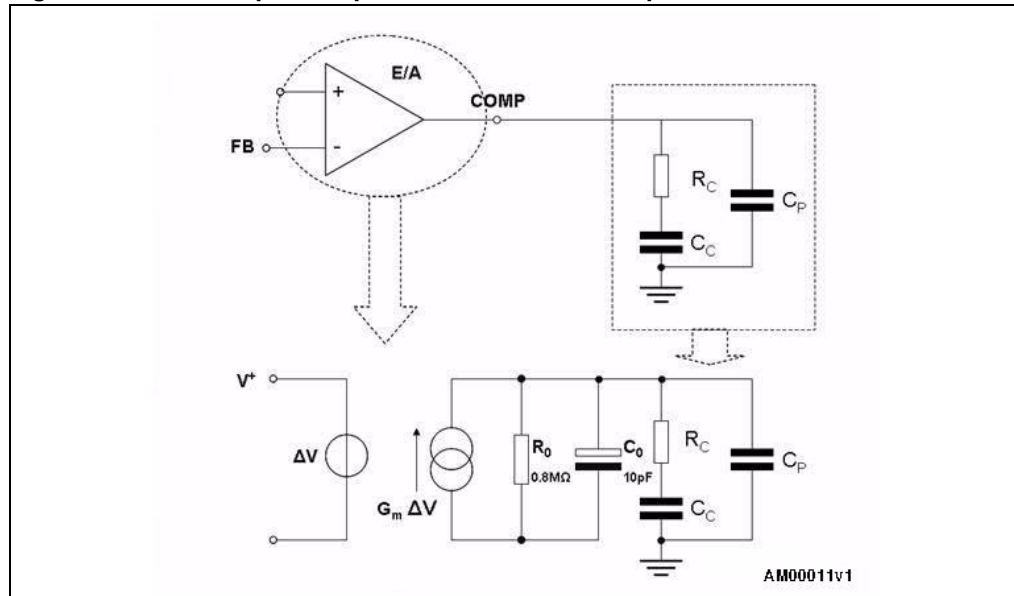 E/A
COMP
+
FB
-
R_C
C_P
C_C
V⁺
ΔV
G_m ΔV
R_0
0.8MΩ
C_0
10pF
R_C
C_C
C_P
AM00011v1